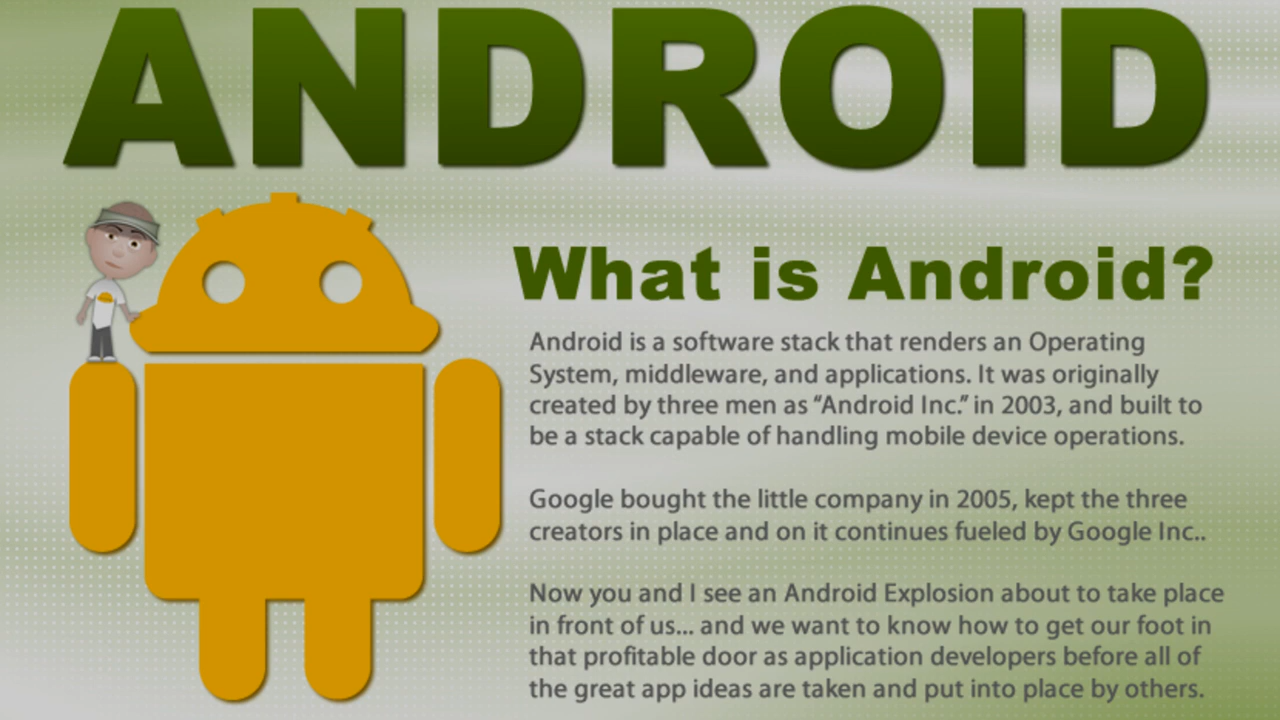 ANDROID
What is Android?
Android is a software stack that renders an Operating
System, middleware, and applications. It was originally
created by three men as “Android Inc.” in 2003, and built to
be a stack capable of handling mobile device operations.
Google bought the little company in 2005, kept the three
creators in place and on it continues fueled by Google Inc..
Now you and I see an Android Explosion about to take place
in front of us... and we want to know how to get our foot in
that profitable door as application developers before all of
the great app ideas are taken and put into place by others.